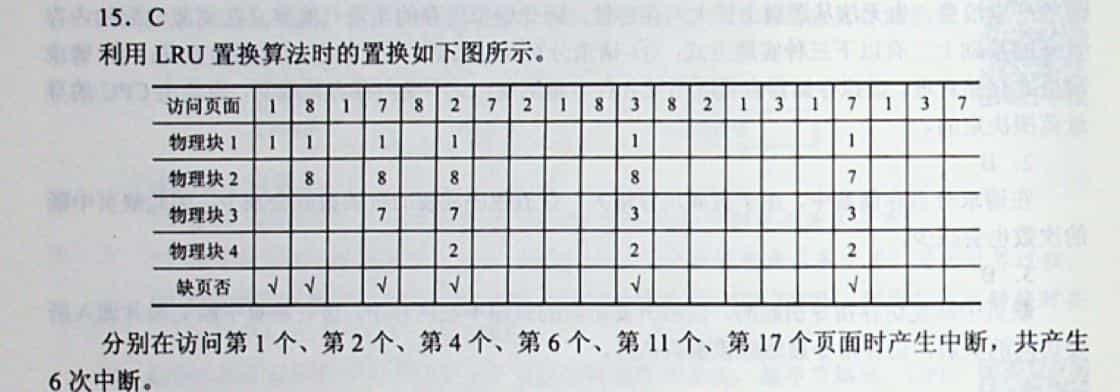 15. C
利用 LRU 置换算法时的置换如下图所示。
访问页面 1 8 1 7 8 2 7 2 1 8 3 8 2 1 3 1 7 1 3 7
物理块 1 1 1 1 1 1 1
物理块 2 8 8 8 8 7
物理块 3 7 7 3 3
物理块 4 2 2 2
缺页否 √ √ √ √ √ √
分别在访问第 1 个、第 2 个、第 4 个、第 6 个、第 11 个、第 17 个页面时产生中断，共产生
6 次中断。